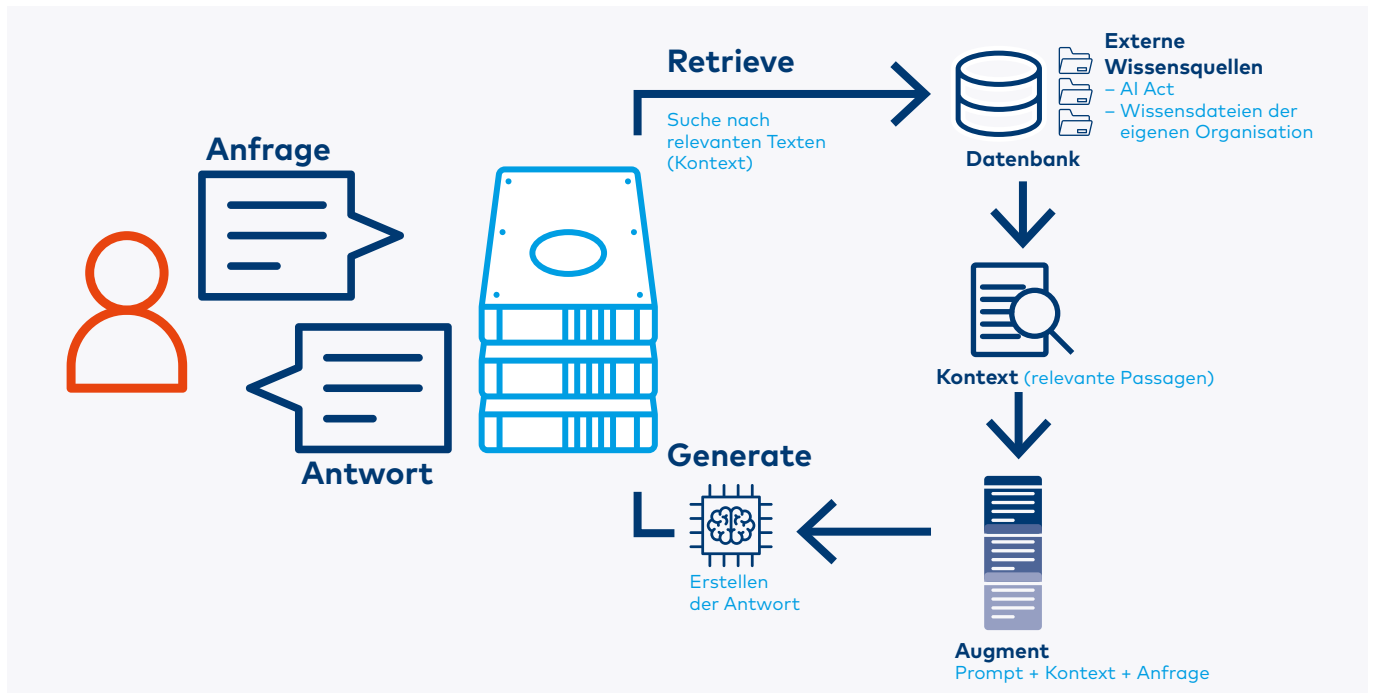 Anfrage
Antwort
Retrieve
Suche nach
relevanten Texten
(Kontext)
Datenbank
Externe
Wissensquellen
– AI Act
– Wissensdateien der
eigenen Organisation
Kontext (relevante Passagen)
Augment
Prompt + Kontext + Anfrage
Generate
Erstellen
der Antwort